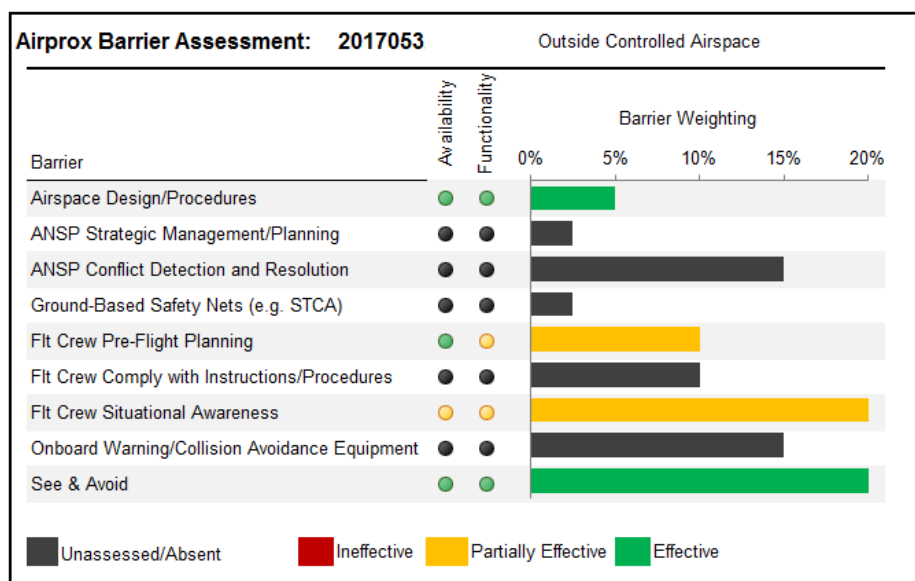 Airprox Barrier Assessment: 2017053 Outside Controlled Airspace
Availability
Functionality
Barrier Weighting
Barrier
0% 5% 10% 15% 20%
Airspace Design/Procedures
ANSP Strategic Management/Planning
ANSP Conflict Detection and Resolution
Ground-Based Safety Nets (e.g. STCA)
Flt Crew Pre-Flight Planning
Flt Crew Comply with Instructions/Procedures
Flt Crew Situational Awareness
Onboard Warning/Collision Avoidance Equipment
See & Avoid
Unassessed/Absent Ineffective Partially Effective Effective